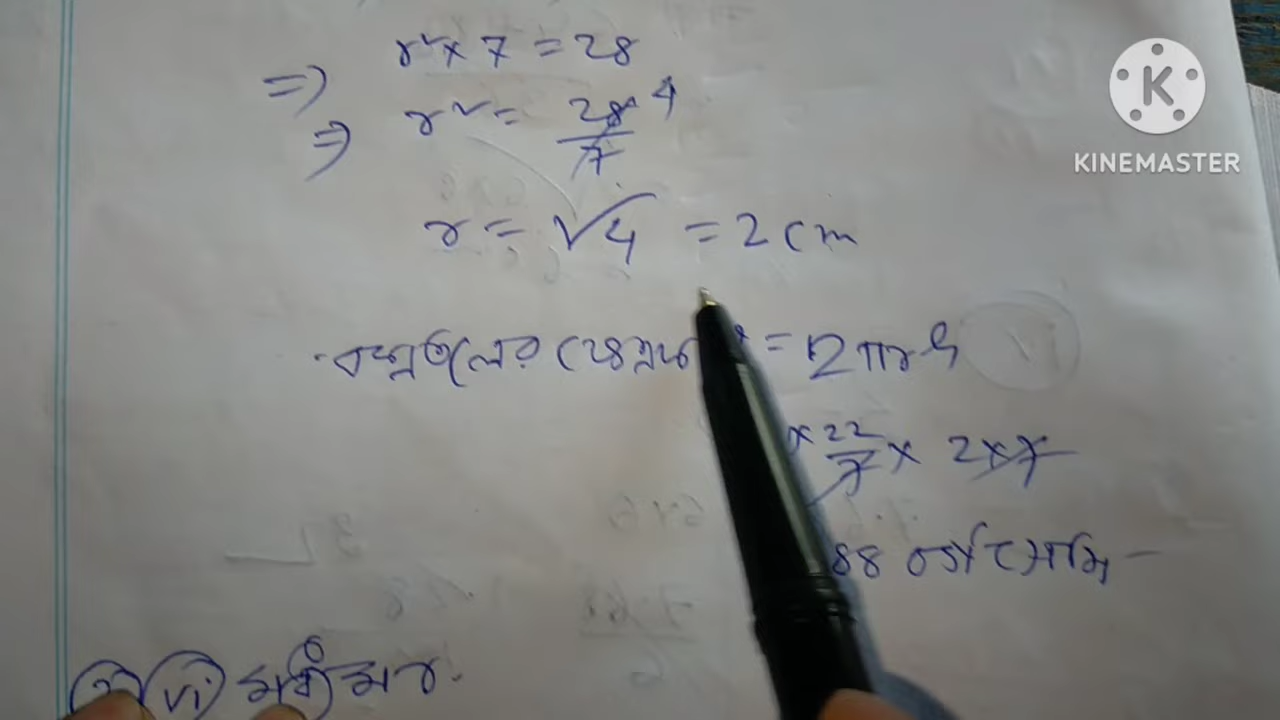 r² × 7 = 28
K
KINEMASTER
⇒
⇒ r² = 28/7 4
r = √4 = 2 cm
বক্রতলের = 2πrh
× 22/7 × 2 × 7
88 বর্গসেমি
vi